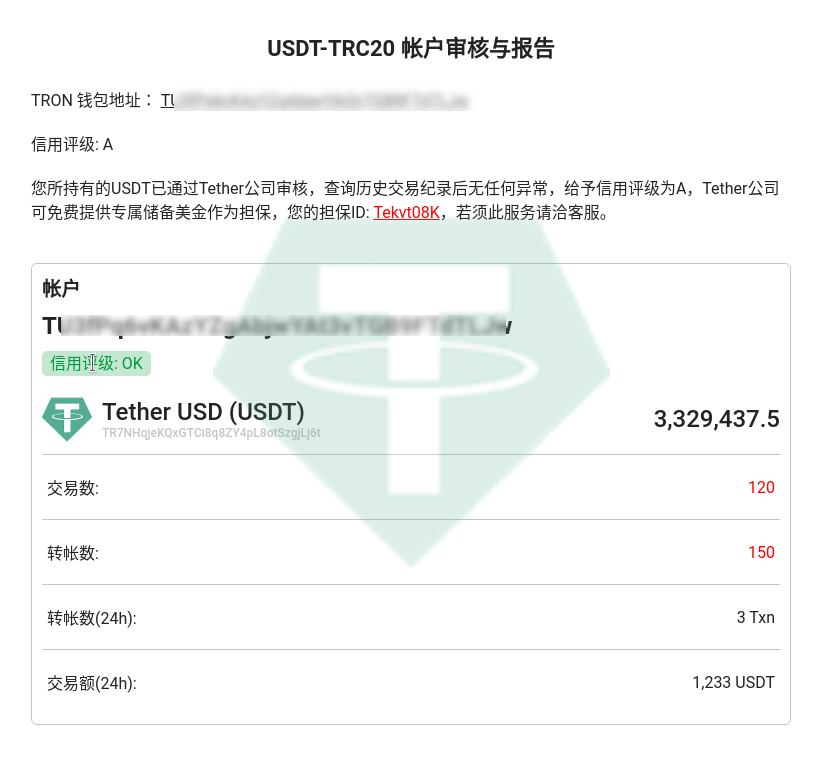 USDT-TRC20 帐户审核与报告
TRON 钱包地址： TU
信用评级: A
您所持有的USDT已通过Tether公司审核，查询历史交易纪录后无任何异常，给予信用评级为A，Tether公司
可免费提供专属储备美金作为担保，您的担保ID: Tekvt08K，若须此服务请洽客服。
帐户
TU
信用评级: OK
Tether USD (USDT)
TR7NHqjeKQxGTCi8q8ZY4pL8otSzgjLj6t
3,329,437.5
交易数: 120
转帐数: 150
转帐数(24h): 3 Txn
交易额(24h): 1,233 USDT